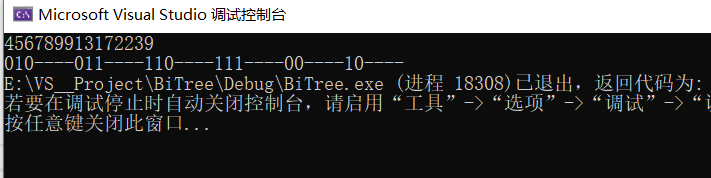 Microsoft Visual Studio 调试控制台
456789913172239
010----011----110----111----00----10----
E:\VS__Project\BiTree\Debug\BiTree.exe (进程 18308)已退出，返回代码为:
若要在调试停止时自动关闭控制台，请启用“工具”->“选项”->“调试”->“
按任意键关闭此窗口...